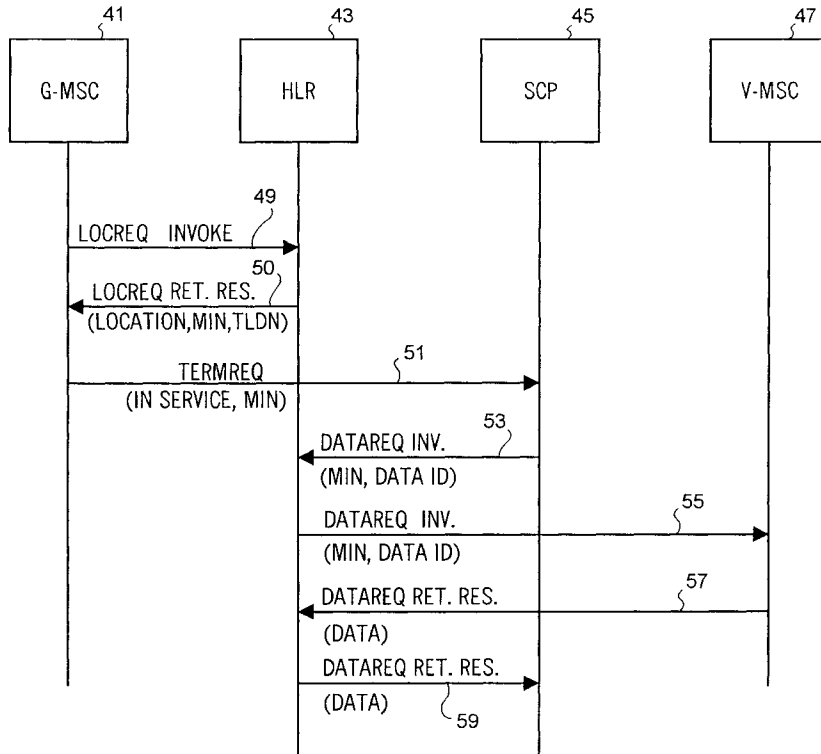 41
43
45
47
G-MSC
HLR
SCP
V-MSC
49
LOCREQ INVOKE
50
LOCREQ RET. RES.
(LOCATION,MIN,TLDN)
51
TERMREQ
(IN SERVICE, MIN)
53
DATAREQ INV.
(MIN, DATA ID)
55
DATAREQ INV.
(MIN, DATA ID)
57
DATAREQ RET. RES.
(DATA)
DATAREQ RET. RES.
(DATA)
59